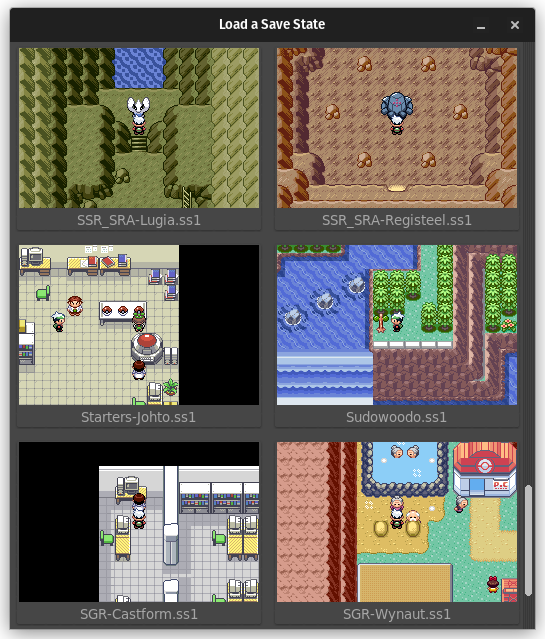 Load a Save State
SSR_SRA-Lugia.ss1
SSR_SRA-Registeel.ss1
Starters-Johto.ss1
Sudowoodo.ss1
P.C
SGR-Castform.ss1
SGR-Wynaut.ss1